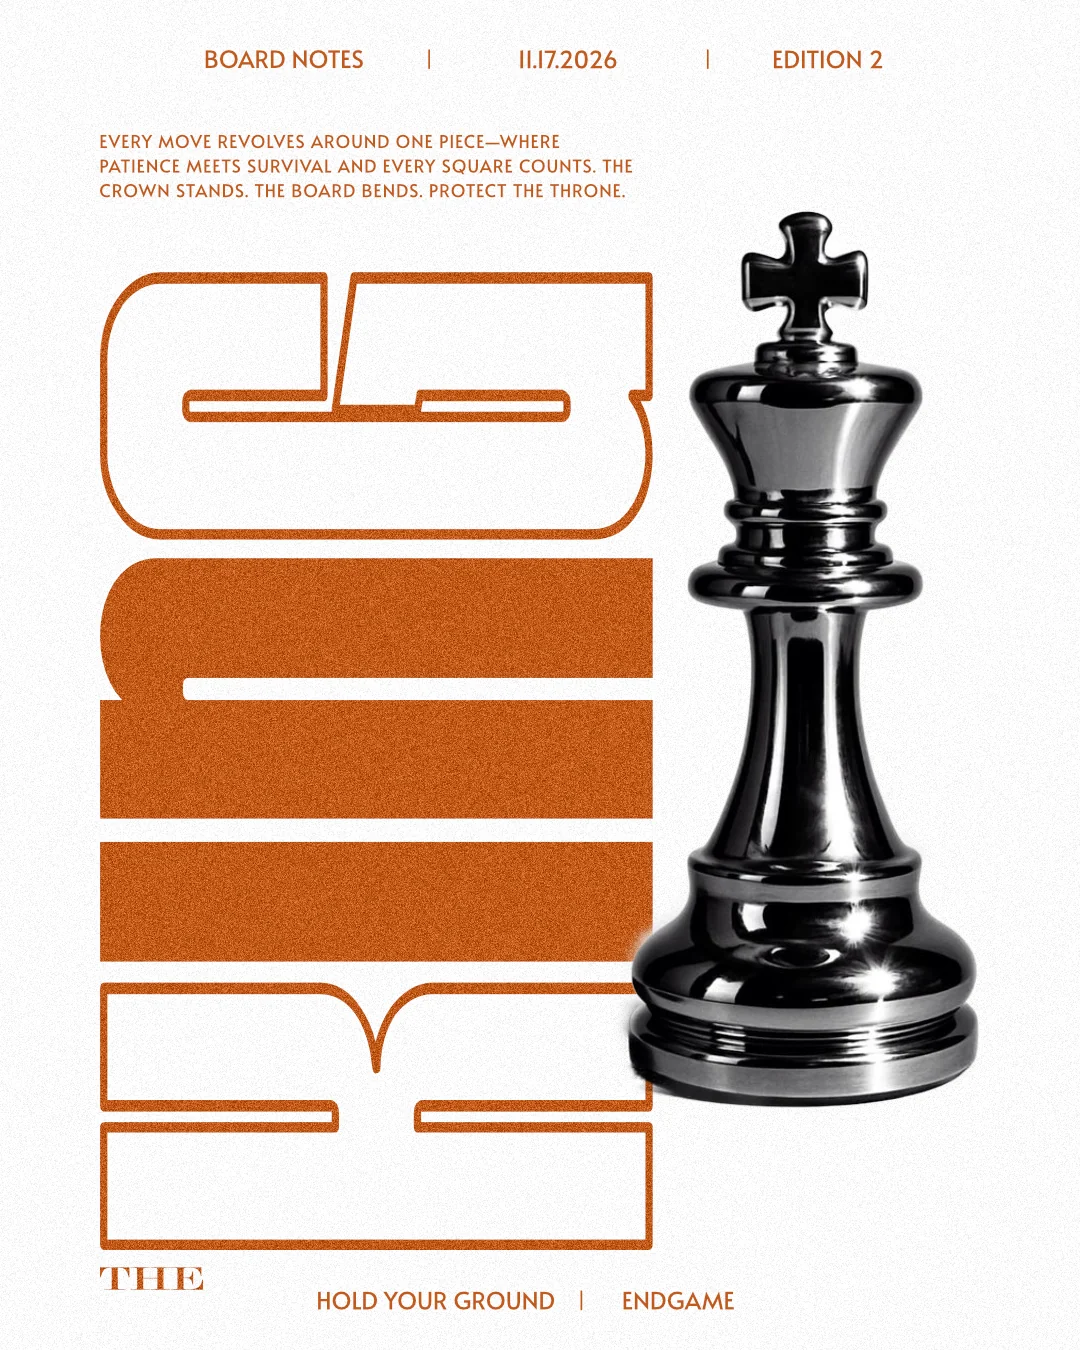 BOARD NOTES | 11.17.2026 | EDITION 2
EVERY MOVE REVOLVES AROUND ONE PIECE—WHERE
PATIENCE MEETS SURVIVAL AND EVERY SQUARE COUNTS. THE
CROWN STANDS. THE BOARD BENDS. PROTECT THE THRONE.
THE
KING
HOLD YOUR GROUND | ENDGAME